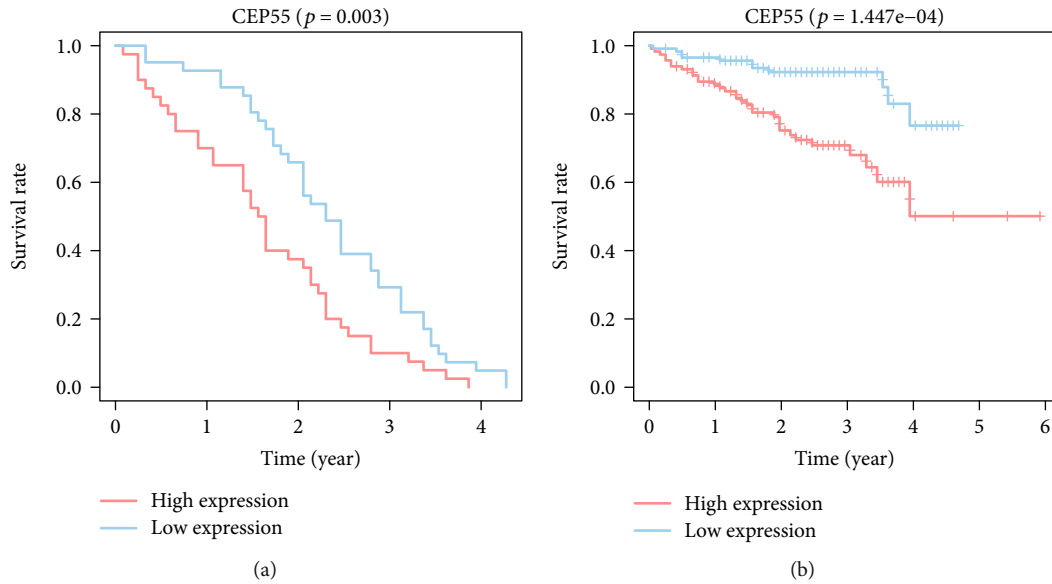 CEP55 (p = 0.003)
1.0
0.8
0.6
0.4
0.2
0.0
Survival rate
0 1 2 3 4
Time (year)
High expression
Low expression
(a)
CEP55 (p = 1.447e−04)
1.0
0.8
0.6
0.4
0.2
0.0
Survival rate
0 1 2 3 4 5 6
Time (year)
High expression
Low expression
(b)